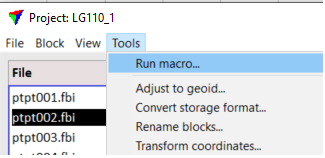 Project: LG110_1
File Block View Tools
Run macro...
File
Adjust to geoid...
ptpt001.fbi
Convert storage format...
ptpt002.fbi
Rename blocks...
ptpt003.fbi
Transform coordinates...